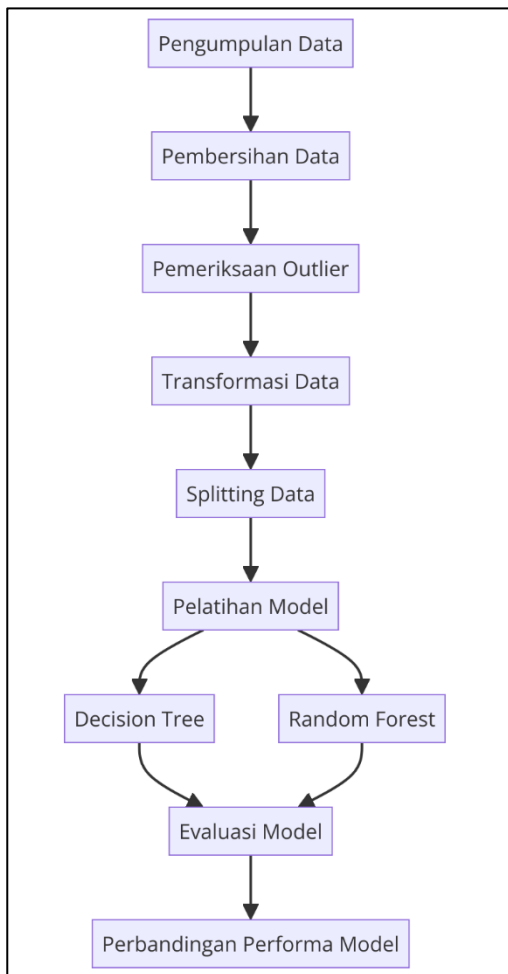 Pengumpulan Data
Pembersihan Data
Pemeriksaan Outlier
Transformasi Data
Splitting Data
Pelatihan Model
Decision Tree
Random Forest
Evaluasi Model
Perbandingan Performa Model